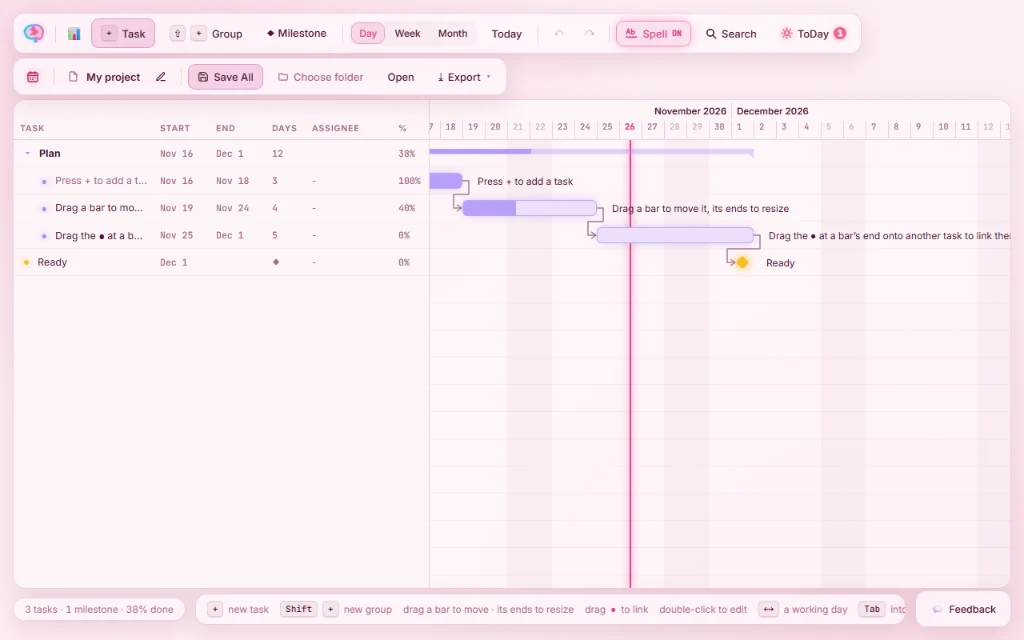 + Task ⇧ + Group ◆ Milestone Day Week Month Today Ab Spell ON Search ToDay 1
My project Save All Choose folder Open ↓ Export
November 2026 December 2026
TASK START END DAYS ASSIGNEE %
7 18 19 20 21 22 23 24 25 26 27 28 29 30 1 2 3 4 5 6 7 8 9 10 11 12 1
Plan Nov 16 Dec 1 12 38%
Press + to add a t... Nov 16 Nov 18 3 - 100% Press + to add a task
Drag a bar to mo... Nov 19 Nov 24 4 - 40% Drag a bar to move it, its ends to resize
Drag the ● at a b... Nov 25 Dec 1 5 - 0% Drag the ● at a bar's end onto another task to link ther
Ready Dec 1 ◆ - 0% Ready
3 tasks · 1 milestone · 38% done + new task Shift + new group drag a bar to move · its ends to resize drag ● to link double-click to edit ↔ a working day Tab into Feedback